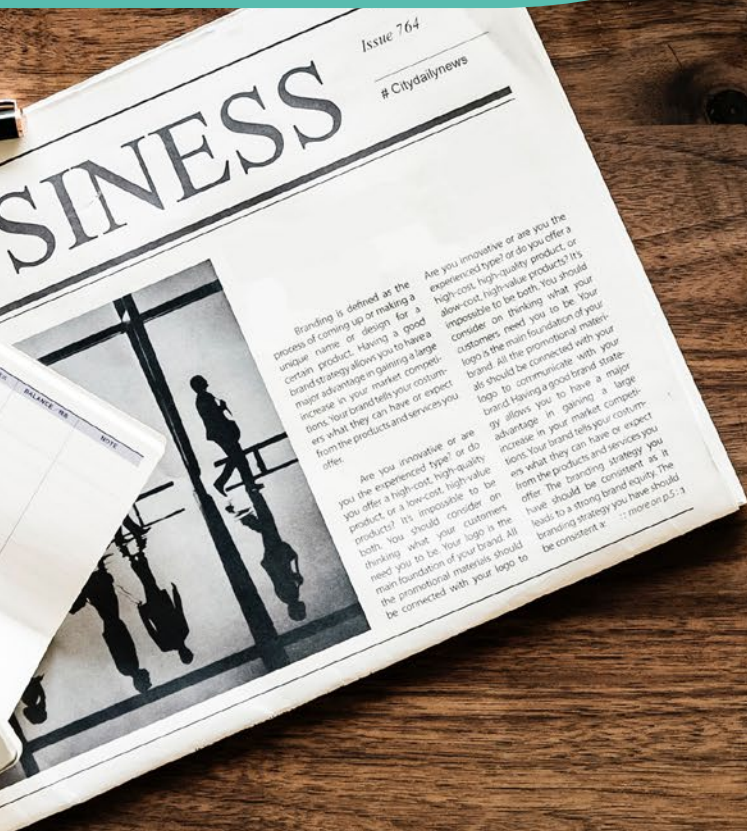 Issue 764
# Citydailynews
SINESS
Branding is defined as the
process of coming up or making a
unique name or design for a
certain product. Having a good
brand strategy allows you to have a
major advantage in gaining a large
increase in your market competi-
tions. Your brand tells your costum-
ers what they can have or expect
from the products and services you
offer.
Are you innovative or are
you the experienced type? or do
you offer a high-cost, high-quality
product, or a low-cost, high-value
products? It's impossible to be
both. You should consider on
thinking what your customers
need you to be. Your logo is the
main foundation of your brand. All
the promotional materials should
be connected with your logo to
Are you innovative or are you the
experienced type? or do you offer a
high-cost, high-quality product, or
alow-cost, high-value products? It's
impossible to be both. You should
consider on thinking what your
customers need you to be. Your
logo is the main foundation of your
brand. All the promotional materi-
als should be connected with your
logo to communicate with your
brand. Having a good brand strate-
gy allows you to have a major
advantage in gaining a large
increase in your market competi-
tions. Your brand tells your costum-
ers what they can have or expect
from the products and services you
offer. The branding strategy you
have should be consistent as it
leads to a strong brand equity. The
branding strategy you have should
be consistent a
: : more on p.5 : :
BALANCE
NOTE